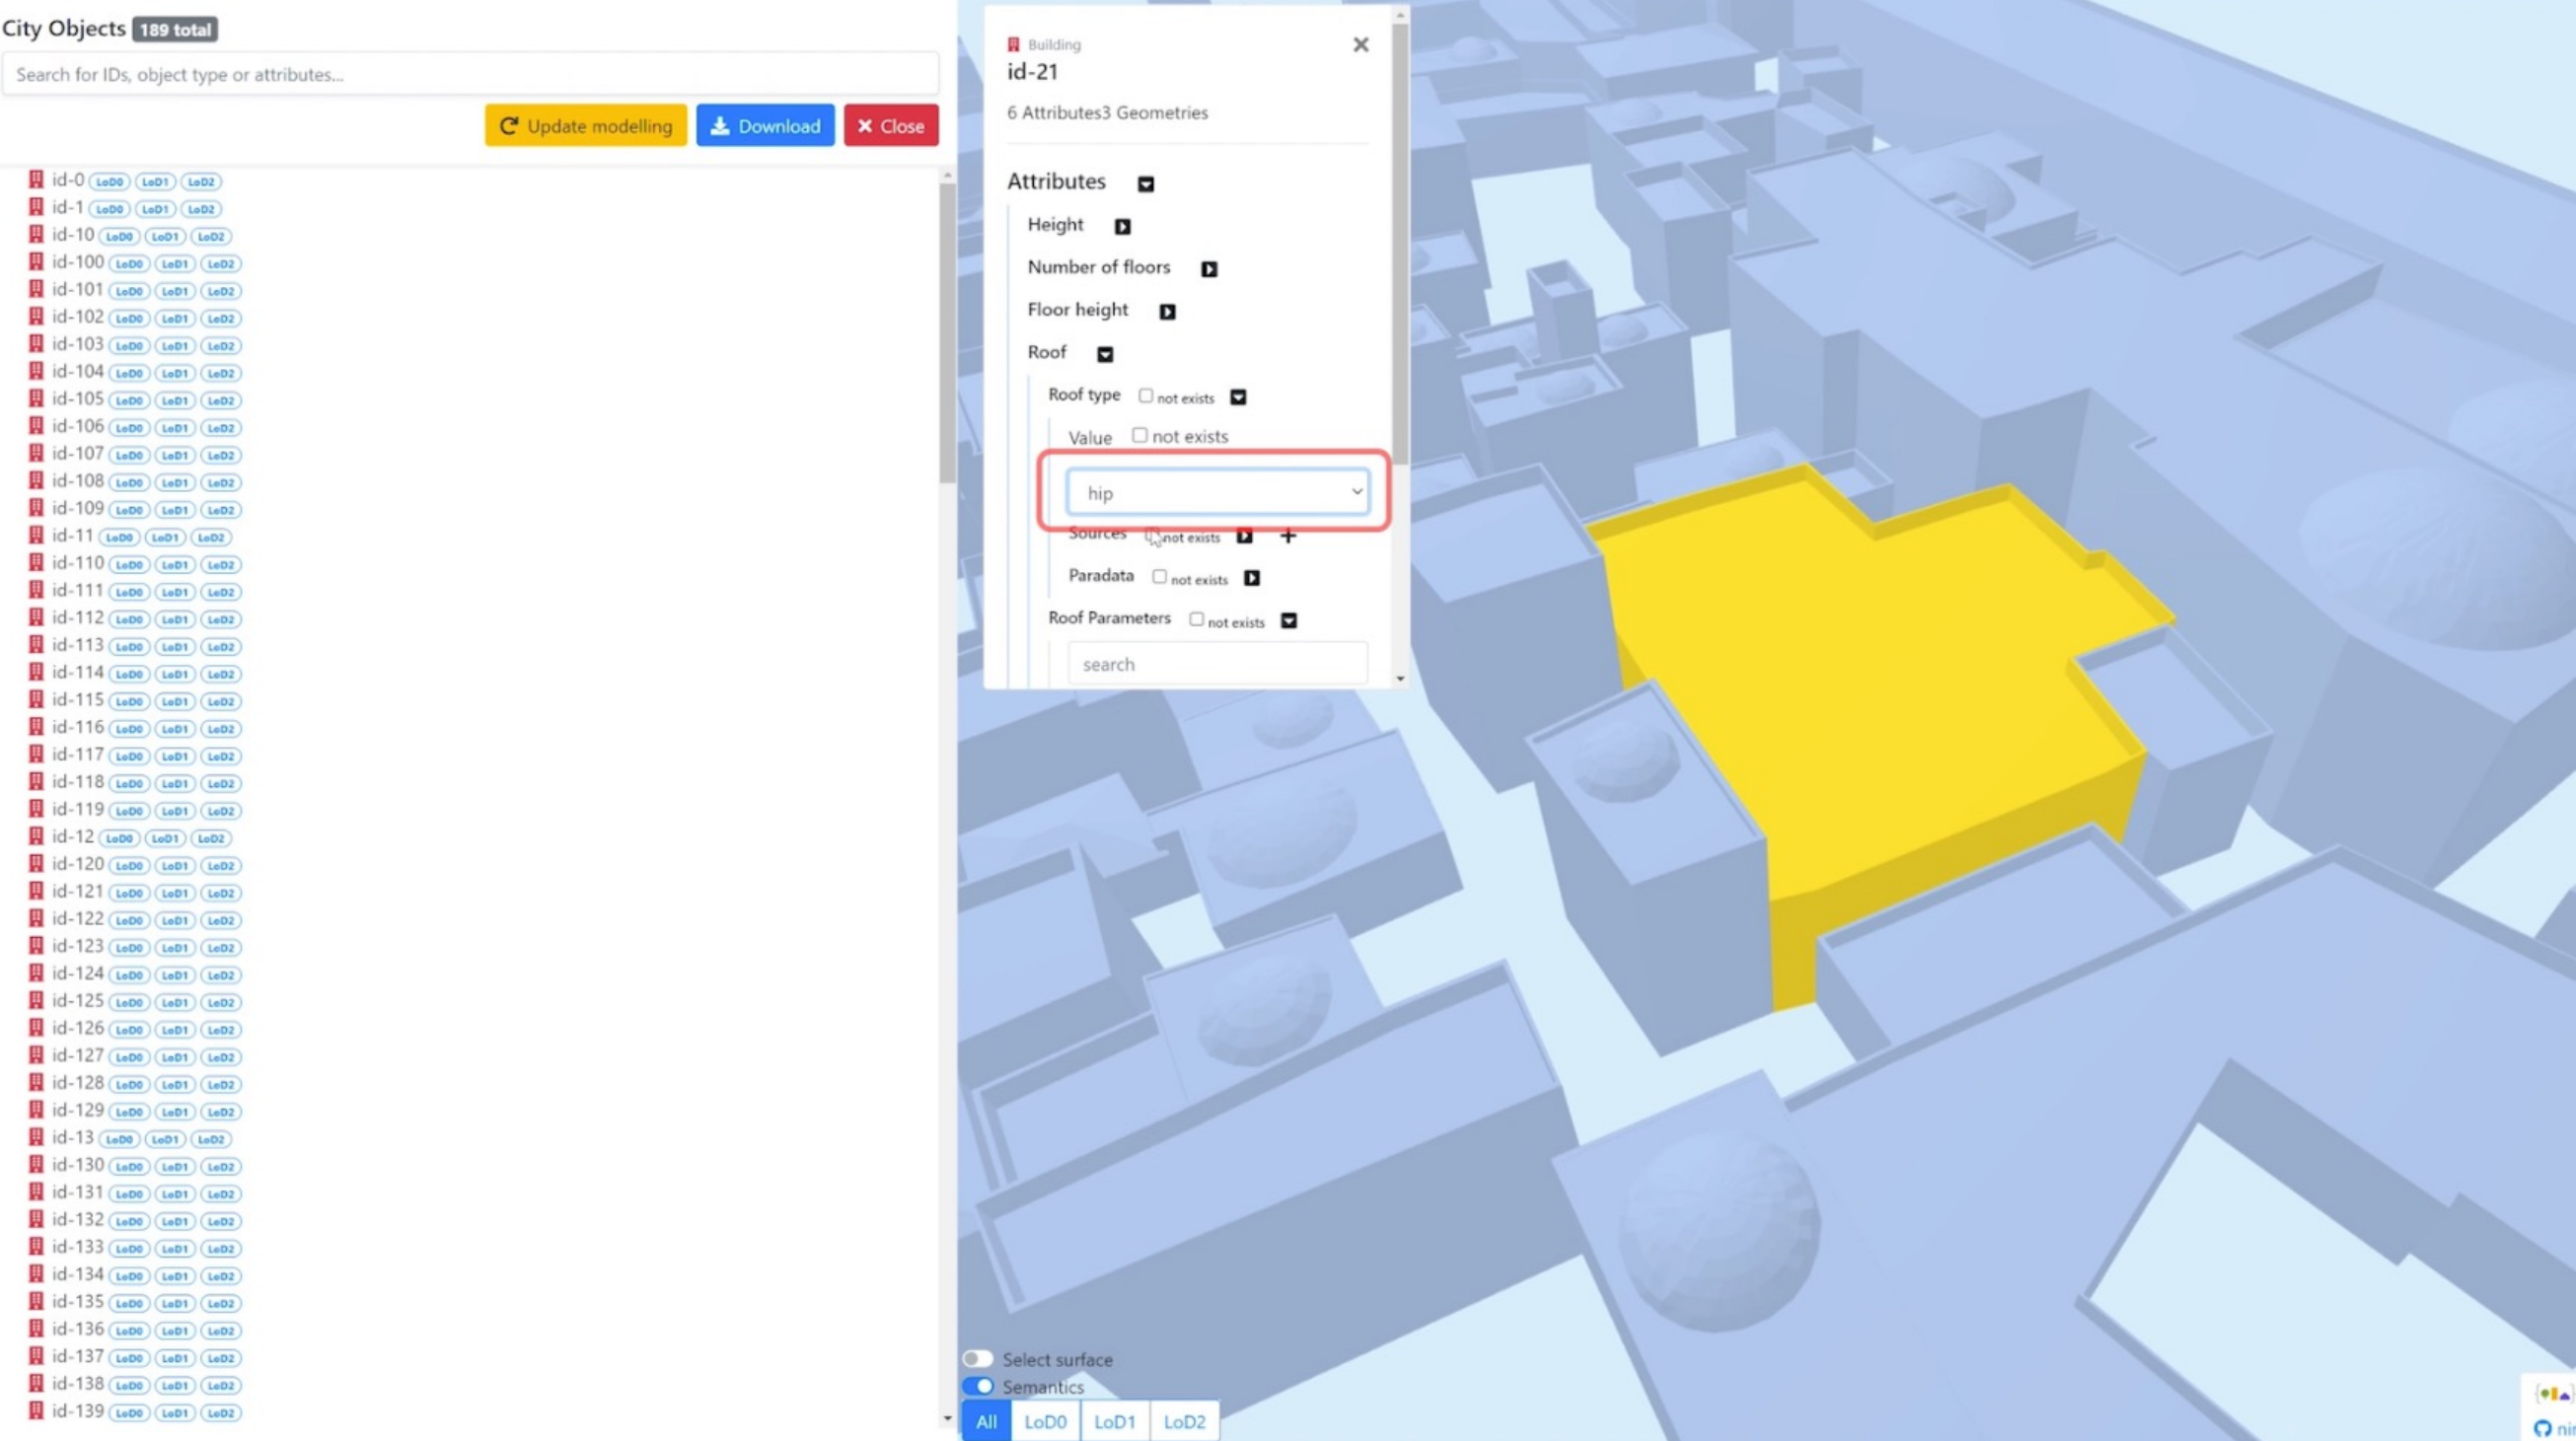 City Objects 189 total
Search for IDs, object type or attributes...
Update modelling Download Close
id-0 LoD0 LoD1 LoD2
id-1 LoD0 LoD1 LoD2
id-10 LoD0 LoD1 LoD2
id-100 LoD0 LoD1 LoD2
id-101 LoD0 LoD1 LoD2
id-102 LoD0 LoD1 LoD2
id-103 LoD0 LoD1 LoD2
id-104 LoD0 LoD1 LoD2
id-105 LoD0 LoD1 LoD2
id-106 LoD0 LoD1 LoD2
id-107 LoD0 LoD1 LoD2
id-108 LoD0 LoD1 LoD2
id-109 LoD0 LoD1 LoD2
id-11 LoD0 LoD1 LoD2
id-110 LoD0 LoD1 LoD2
id-111 LoD0 LoD1 LoD2
id-112 LoD0 LoD1 LoD2
id-113 LoD0 LoD1 LoD2
id-114 LoD0 LoD1 LoD2
id-115 LoD0 LoD1 LoD2
id-116 LoD0 LoD1 LoD2
id-117 LoD0 LoD1 LoD2
id-118 LoD0 LoD1 LoD2
id-119 LoD0 LoD1 LoD2
id-12 LoD0 LoD1 LoD2
id-120 LoD0 LoD1 LoD2
id-121 LoD0 LoD1 LoD2
id-122 LoD0 LoD1 LoD2
id-123 LoD0 LoD1 LoD2
id-124 LoD0 LoD1 LoD2
id-125 LoD0 LoD1 LoD2
id-126 LoD0 LoD1 LoD2
id-127 LoD0 LoD1 LoD2
id-128 LoD0 LoD1 LoD2
id-129 LoD0 LoD1 LoD2
id-13 LoD0 LoD1 LoD2
id-130 LoD0 LoD1 LoD2
id-131 LoD0 LoD1 LoD2
id-132 LoD0 LoD1 LoD2
id-133 LoD0 LoD1 LoD2
id-134 LoD0 LoD1 LoD2
id-135 LoD0 LoD1 LoD2
id-136 LoD0 LoD1 LoD2
id-137 LoD0 LoD1 LoD2
id-138 LoD0 LoD1 LoD2
id-139 LoD0 LoD1 LoD2
Building
id-21
6 Attributes3 Geometries
Attributes
Height
Number of floors
Floor height
Roof
Roof type not exists
Value not exists
hip
Sources not exists
Paradata not exists
Roof Parameters not exists
search
Select surface
Semantics
All LoD0 LoD1 LoD2